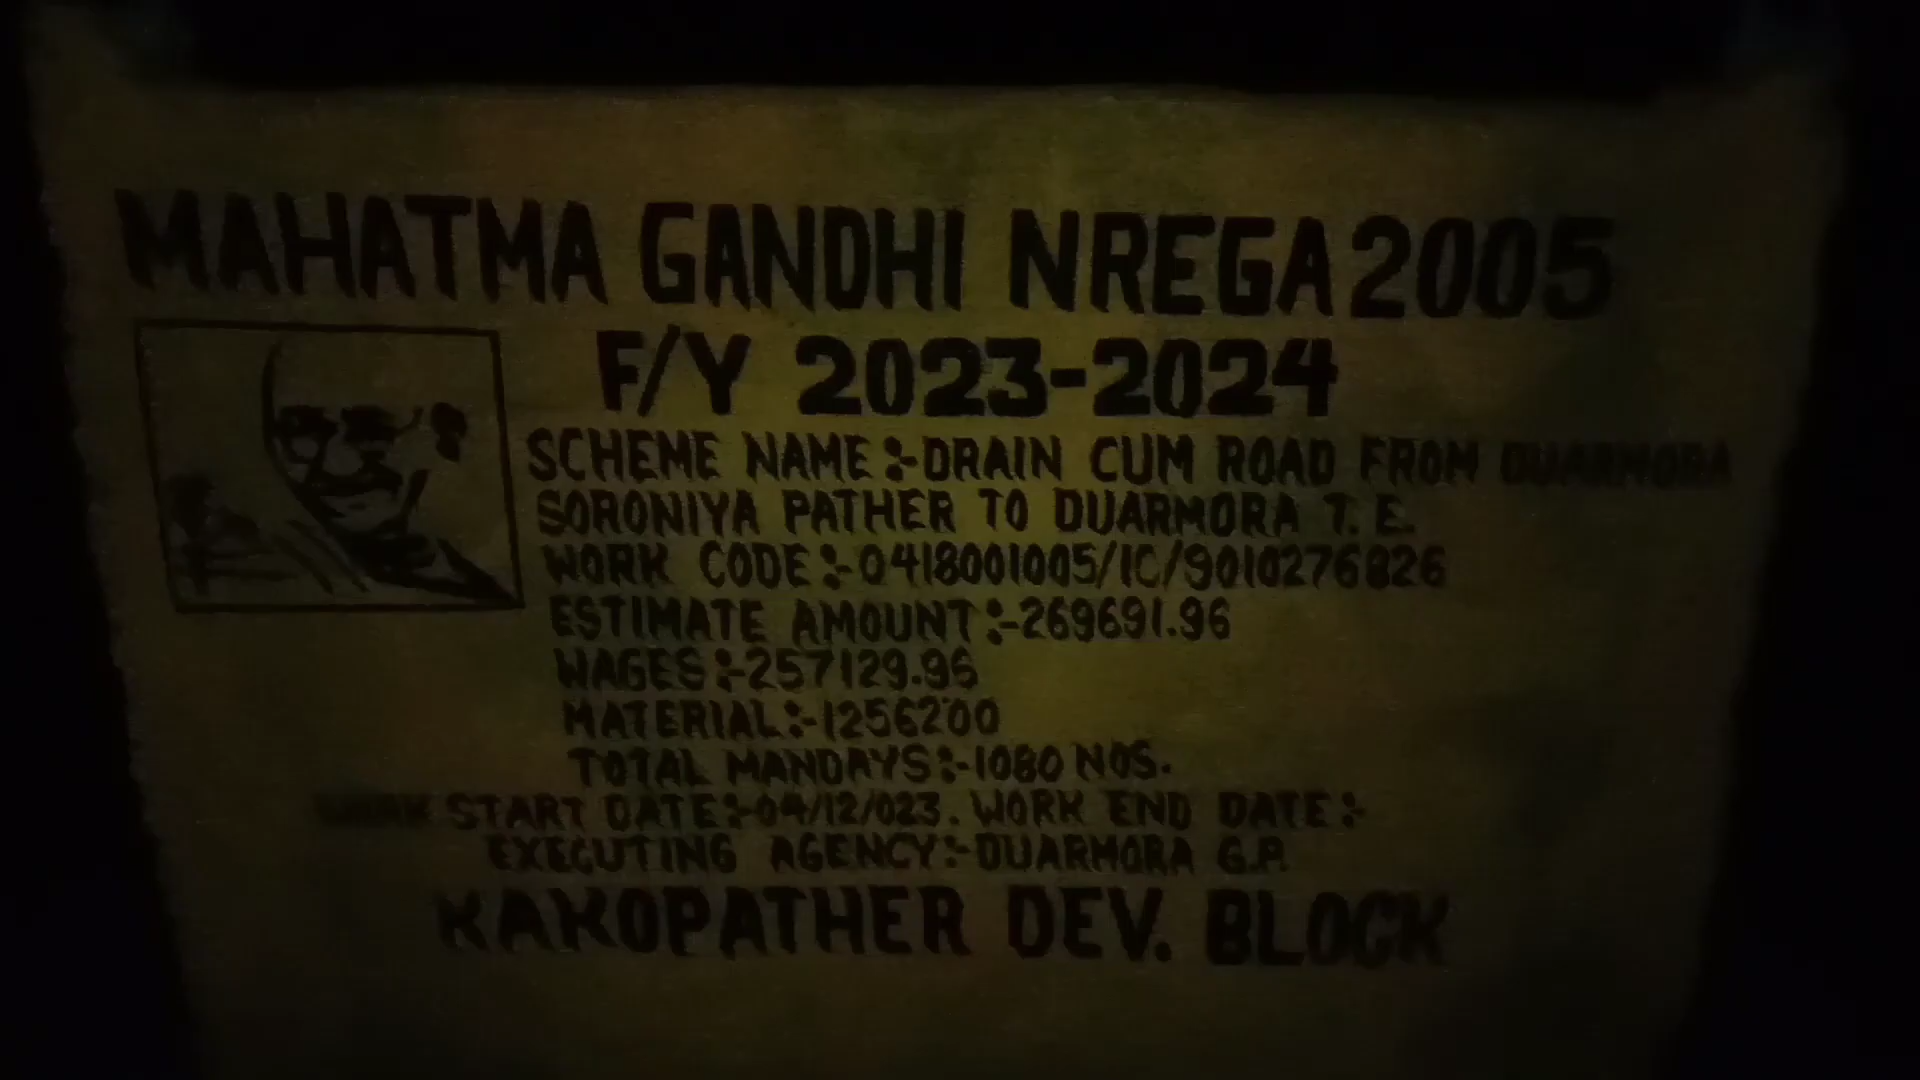 MAHATMA GANDHI NREGA 2005
F/Y 2023-2024
SCHEME NAME:-DRAIN CUM ROAD FROM DUARMORA
SORONIYA PATHER TO DUARMORA T. E.
WORK CODE:-0418001005/IC/9010276826
ESTIMATE AMOUNT:-269691.96
WAGES:-257129.96
MATERIAL:-1256200
TOTAL MANDAYS:-1080 NOS.
WORK START DATE:-04/12/023. WORK END DATE:-
EXECUTING AGENCY:-DUARMORA G.P.
KAKOPATHER DEV. BLOCK